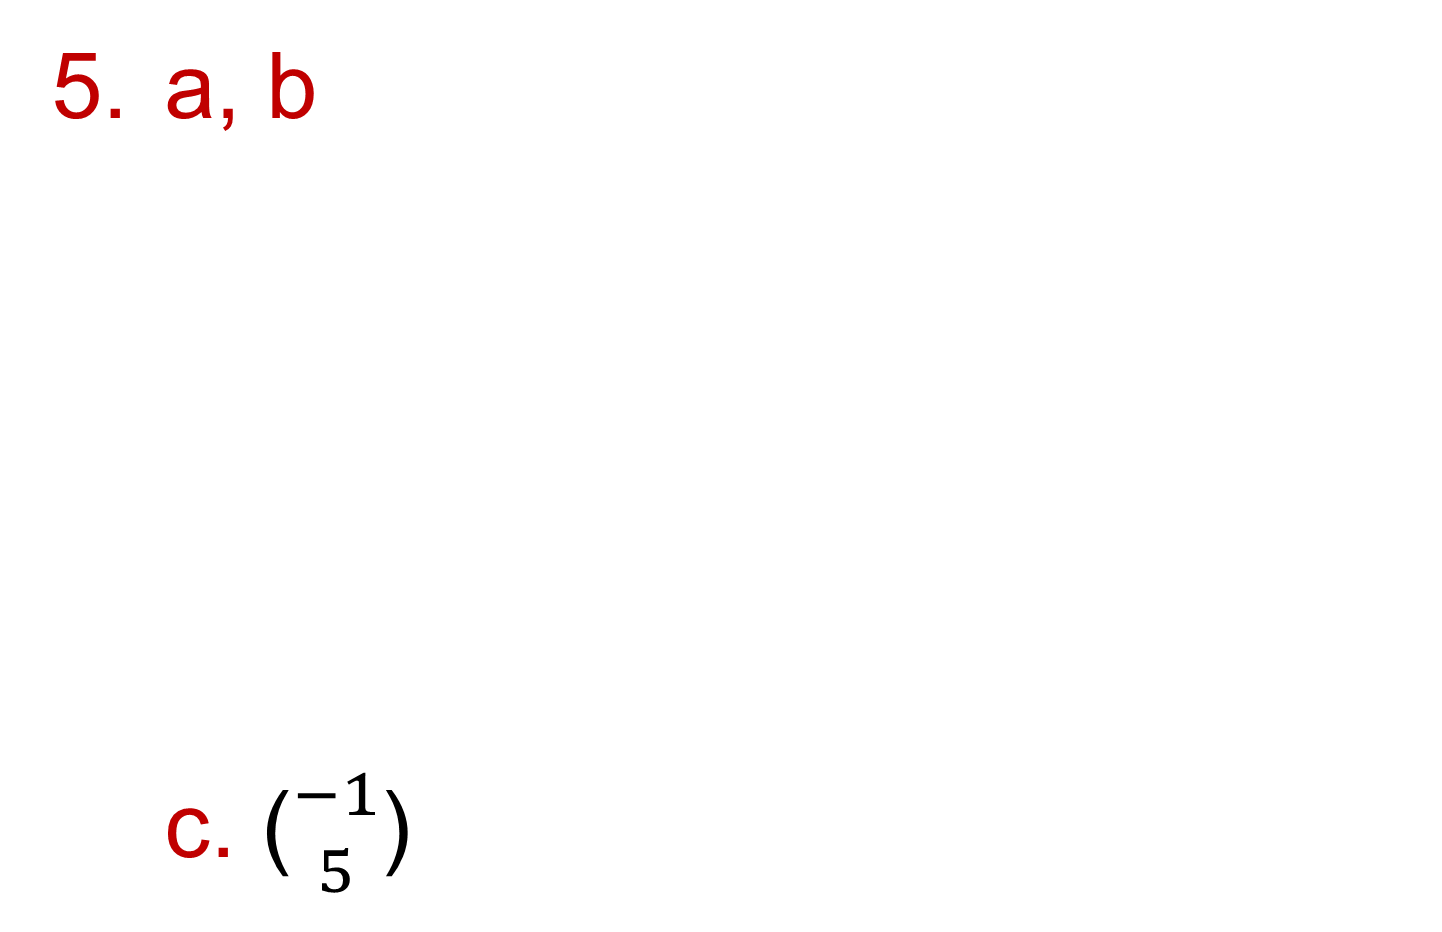 5. a, b
c. (−1
5)